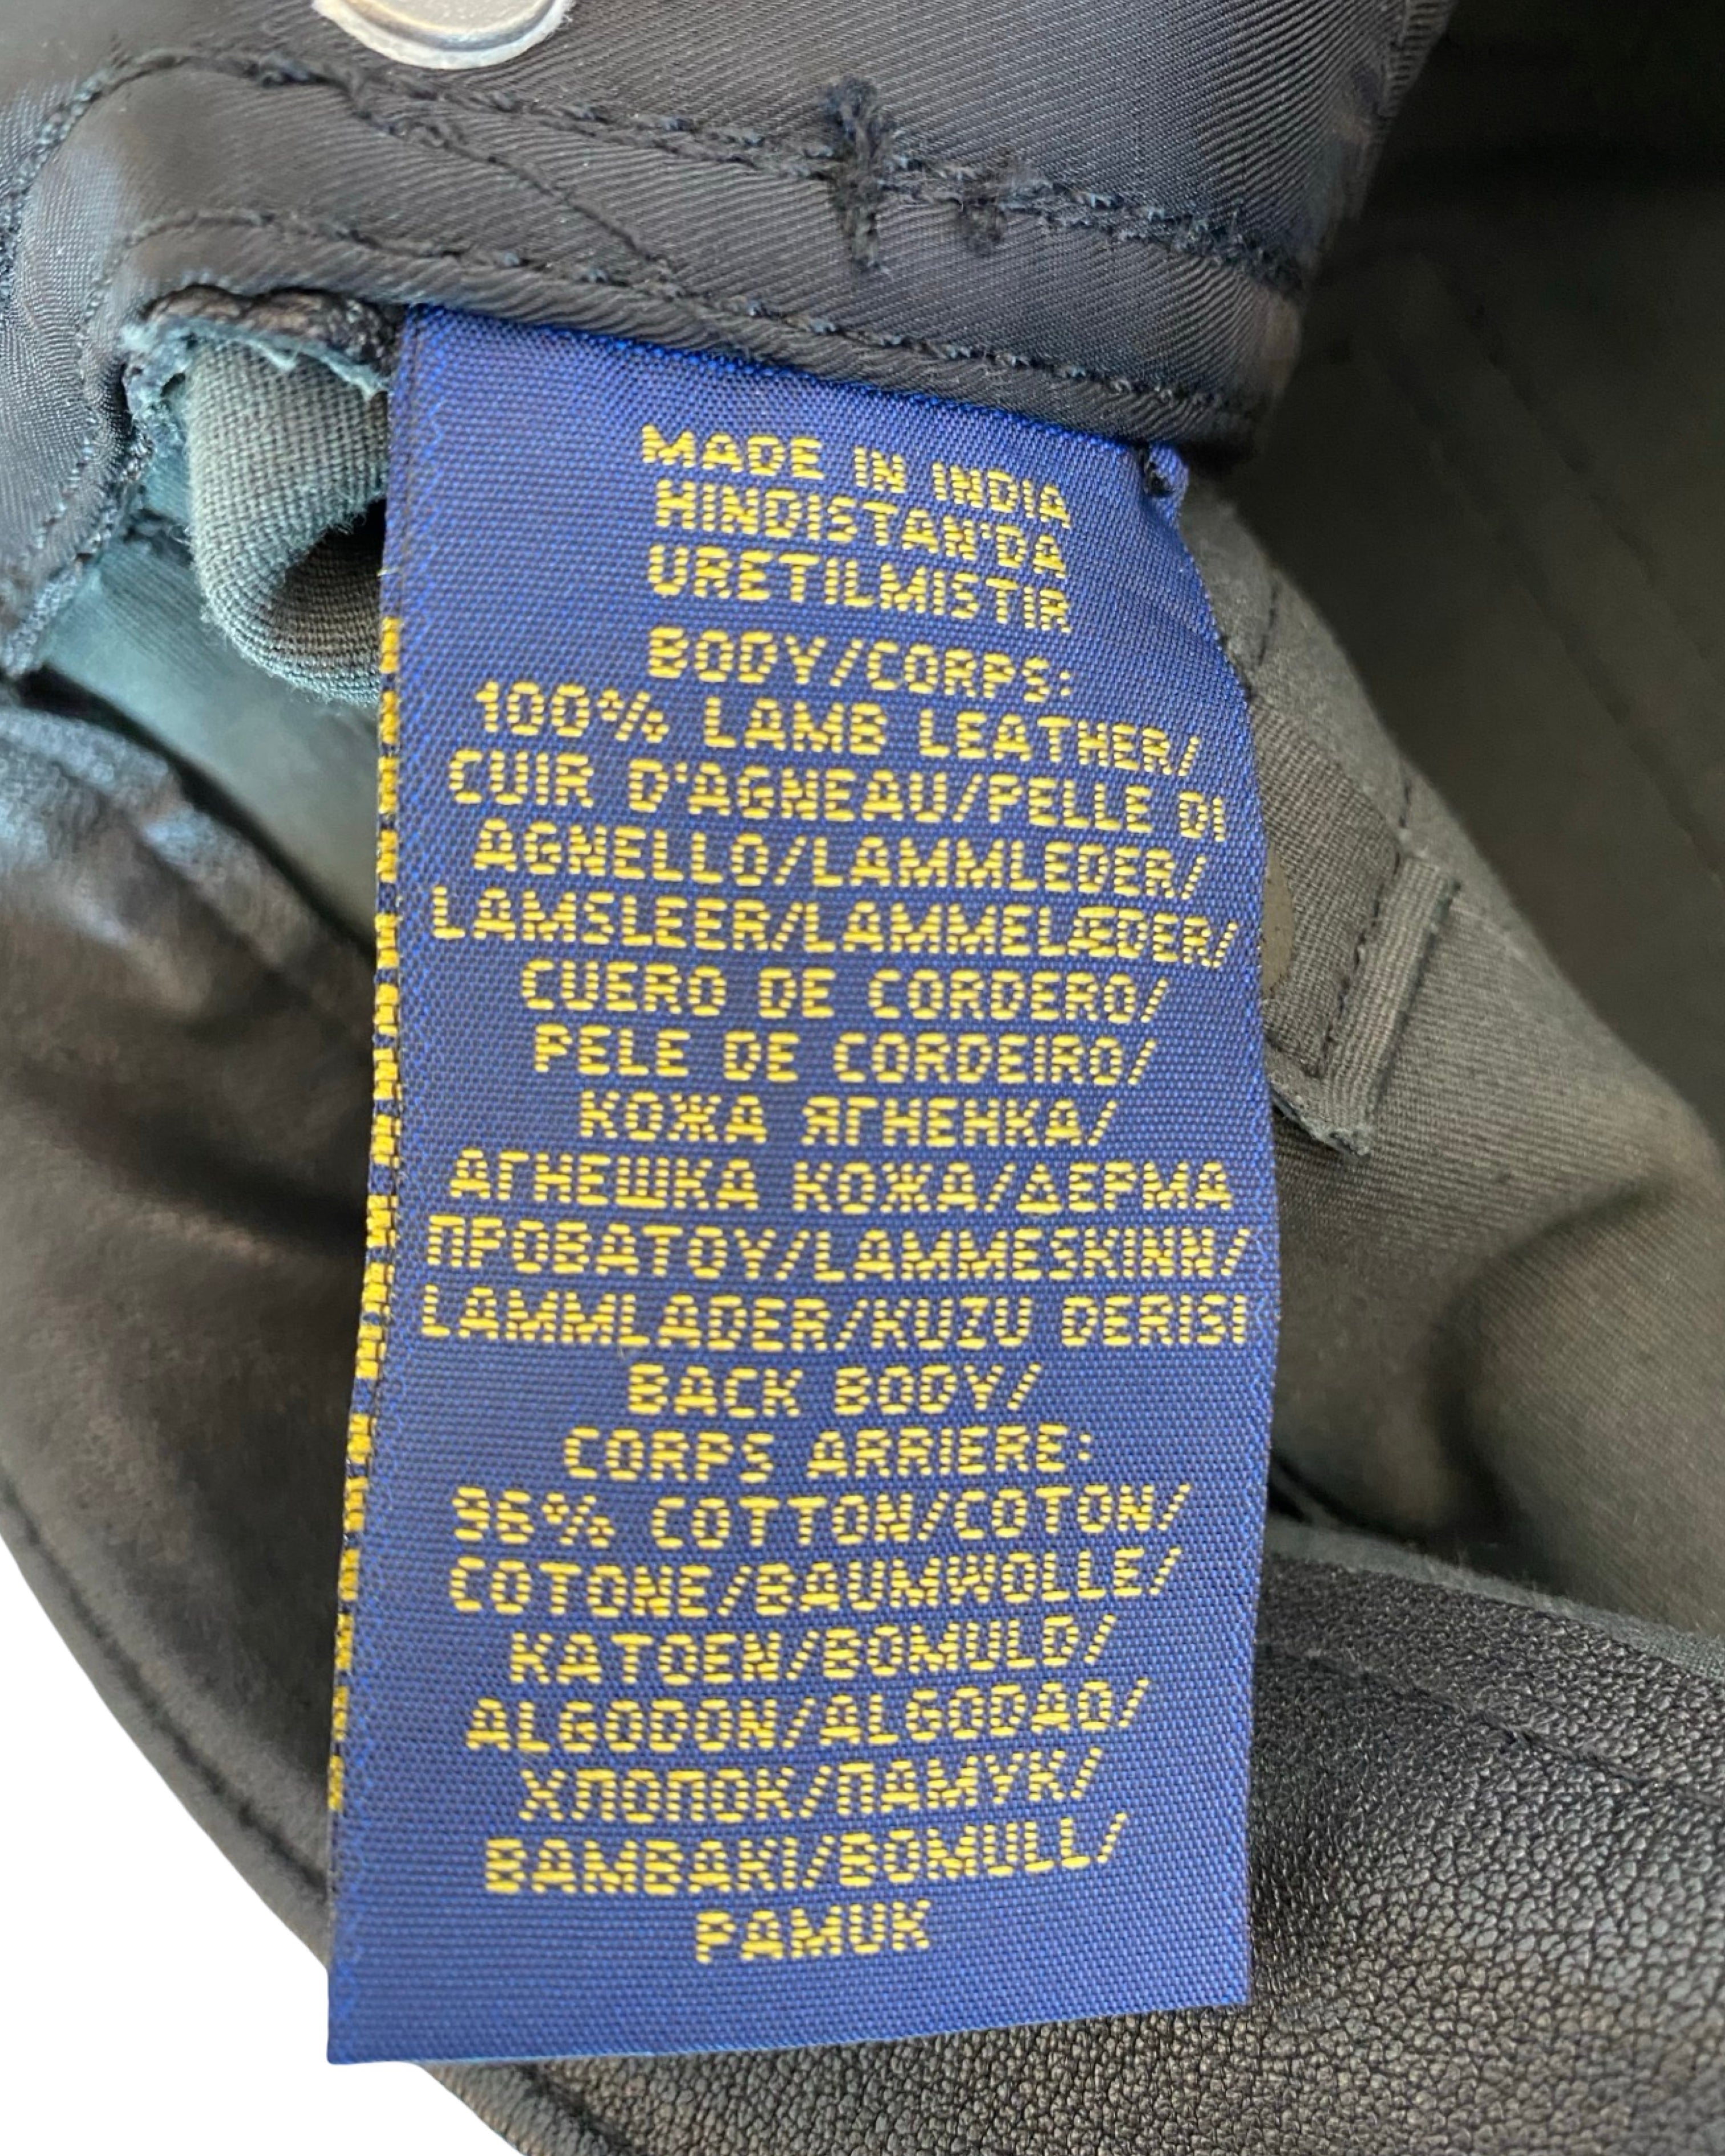 MADE IN INDIA
HINDISTAN'DA
URETILMISTIR
BODY/CORPS:
100% LAMB LEATHER/
CUIR D'AGNEAU/PELLE DI
AGNELLO/LAMMLEDER/
LAMSLEER/LAMMELÆDER/
CUERO DE CORDERO/
PELE DE CORDEIRO/
КОЖА ЯГНЕНКА/
АГНЕШКА КОЖА/ΔΕΡΜΑ
ΠΡΟΒΑΤΟΥ/LAMMESKINN/
LAMMLADER/KUZU DERISI
BACK BODY/
CORPS ARRIERE:
96% COTTON/COTON/
COTONE/BAUMWOLLE/
KATOEN/BOMULD/
ALGODON/ALGODAO/
ХЛОПОК/ПАМУК/
BAMBAKI/BOMULL/
PAMUK